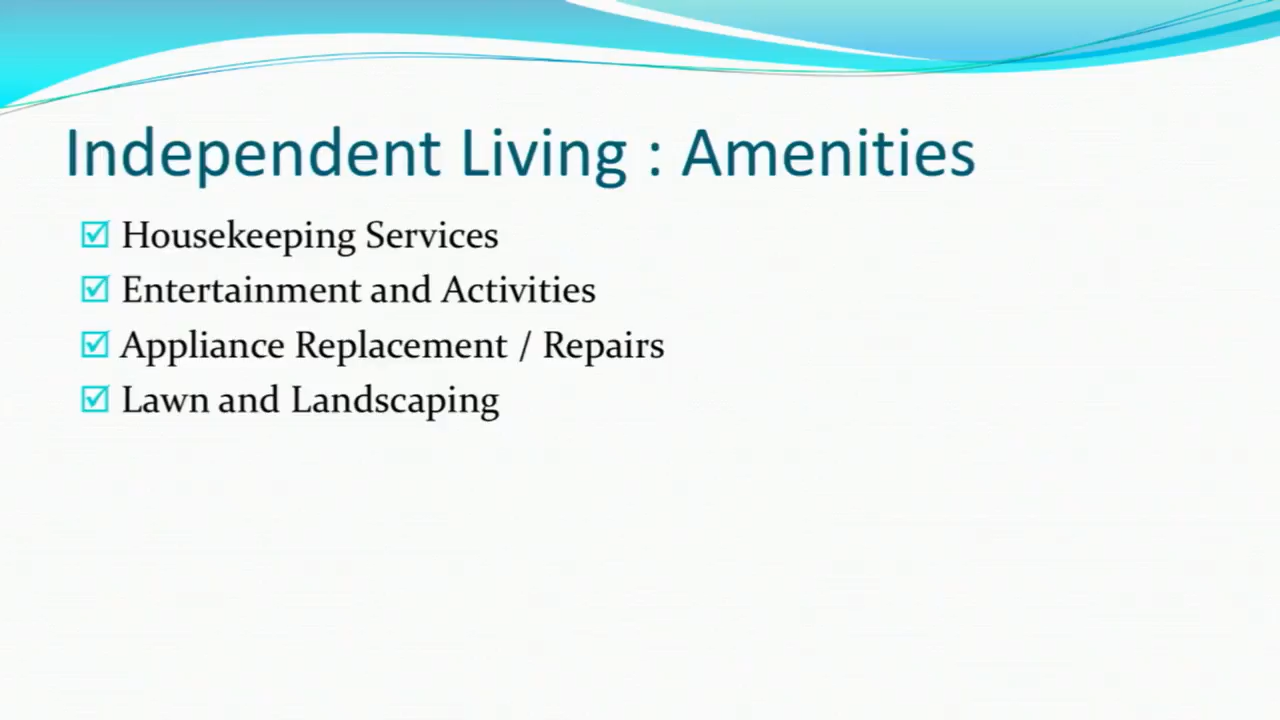 Independent Living : Amenities
Housekeeping Services
Entertainment and Activities
Appliance Replacement / Repairs
Lawn and Landscaping